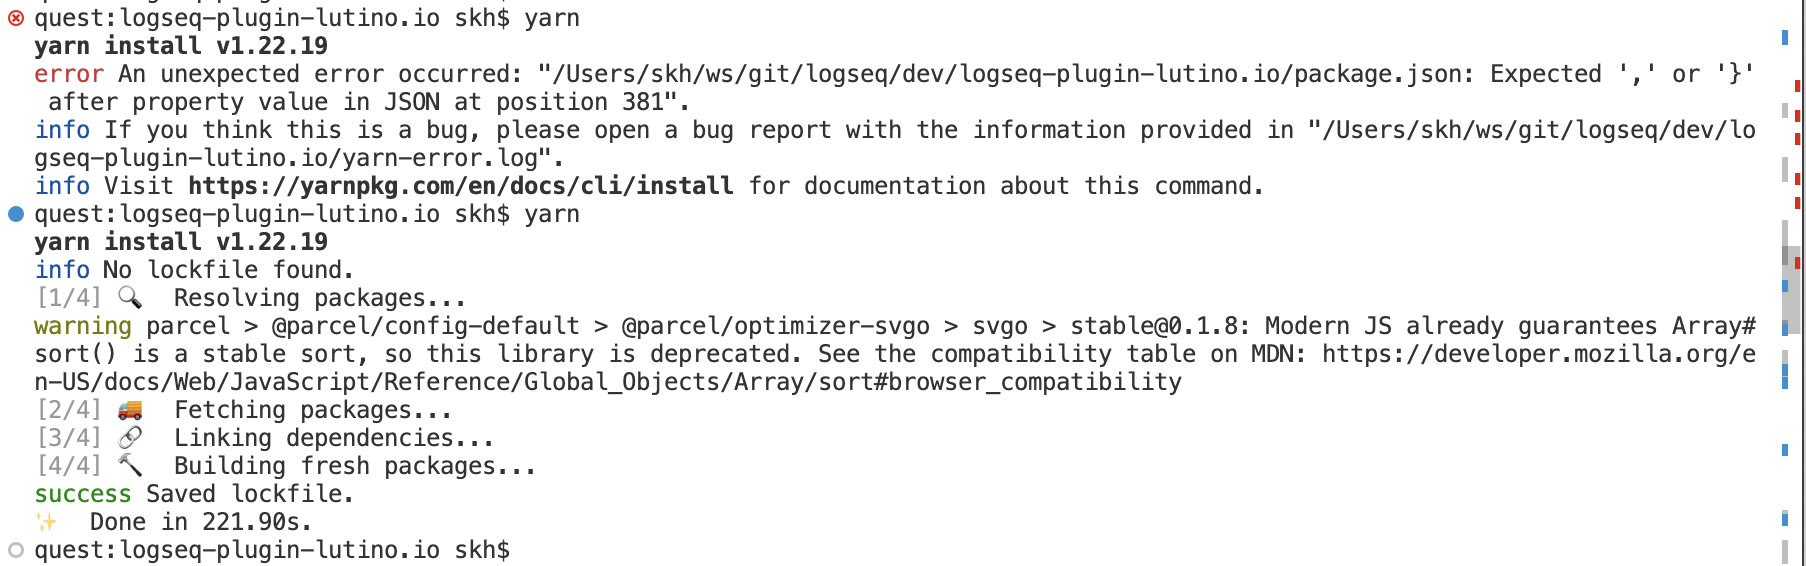 quest:logseq-plugin-lutino.io skh$ yarn
yarn install v1.22.19
error An unexpected error occurred: "/Users/skh/ws/git/logseq/dev/logseq-plugin-lutino.io/package.json: Expected ',' or '}'
after property value in JSON at position 381".
info If you think this is a bug, please open a bug report with the information provided in "/Users/skh/ws/git/logseq/dev/lo
gseq-plugin-lutino.io/yarn-error.log".
info Visit https://yarnpkg.com/en/docs/cli/install for documentation about this command.
quest:logseq-plugin-lutino.io skh$ yarn
yarn install v1.22.19
info No lockfile found.
[1/4] 🔍 Resolving packages...
warning parcel > @parcel/config-default > @parcel/optimizer-svgo > svgo > stable@0.1.8: Modern JS already guarantees Array#
sort() is a stable sort, so this library is deprecated. See the compatibility table on MDN: https://developer.mozilla.org/e
n-US/docs/Web/JavaScript/Reference/Global_Objects/Array/sort#browser_compatibility
[2/4] 🚚 Fetching packages...
[3/4] 🔗 Linking dependencies...
[4/4] 🔨 Building fresh packages...
success Saved lockfile.
✨ Done in 221.90s.
quest:logseq-plugin-lutino.io skh$